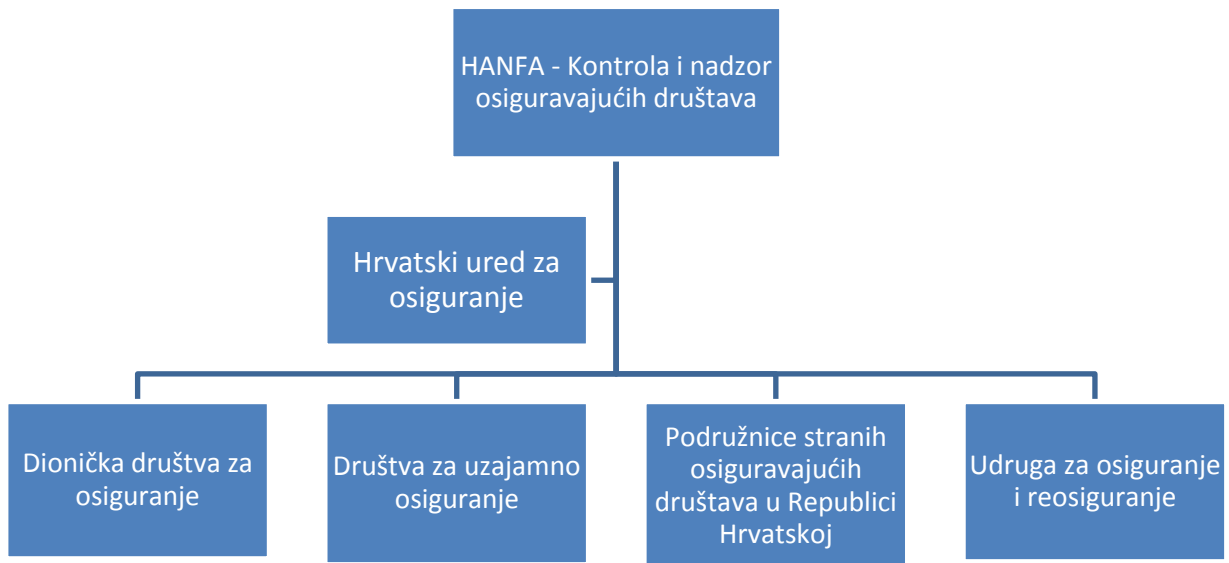 HANFA - Kontrola i nadzor
osiguravajućih društava
Hrvatski ured za
osiguranje
Dionička društva za
osiguranje
Društva za uzajamno
osiguranje
Podružnice stranih
osiguravajućih
društava u Republici
Hrvatskoj
Udruga za osiguranje
i reosiguranje